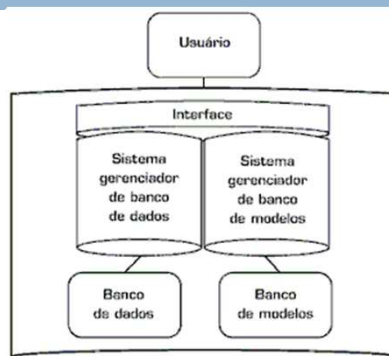 Usuário
Interface
Sistema
gerenciador
de banco
de dados
Sistema
gerenciador
de banco
de modelos
Banco
de dados
Banco
de modelos